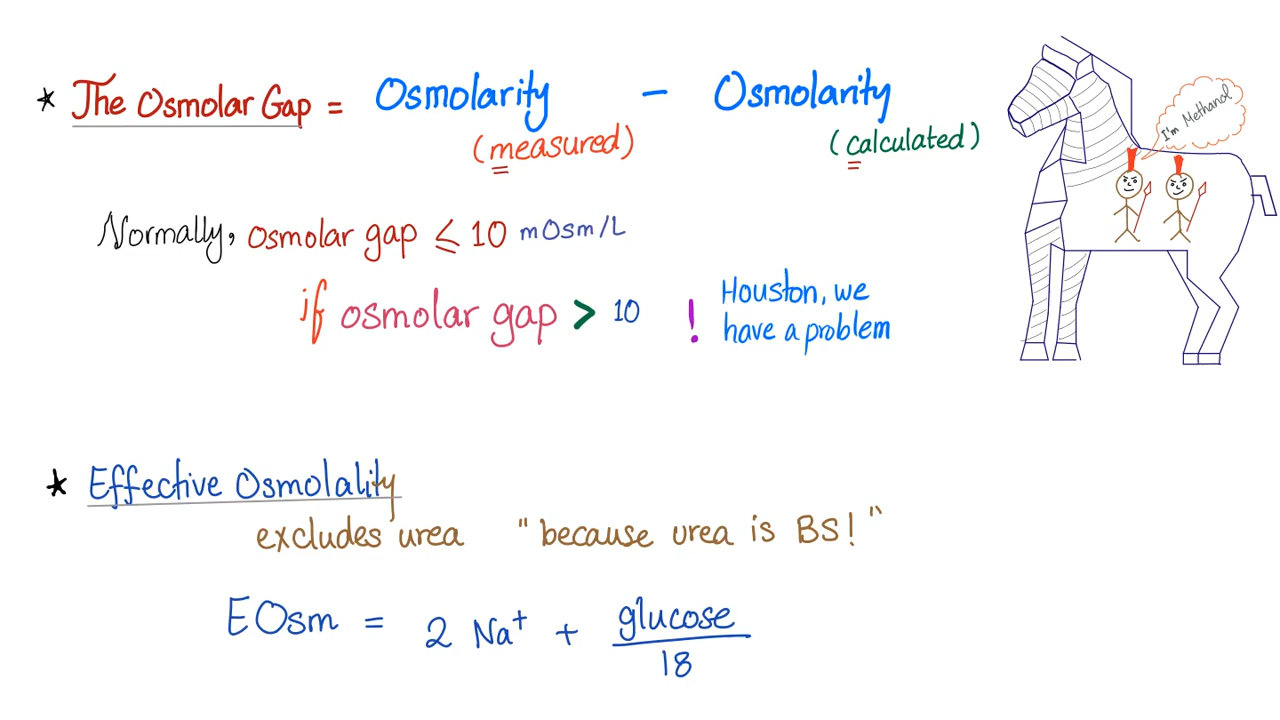 * The Osmolar Gap = Osmolarity - Osmolarity
(measured) (calculated)
I'm Methanol
Normally, osmolar gap ≤ 10 mOsm/L
if osmolar gap > 10 ! Houston, we
have a problem
* Effective Osmolality
excludes urea "because urea is BS!"
EOsm = 2 Na⁺ + glucose
18